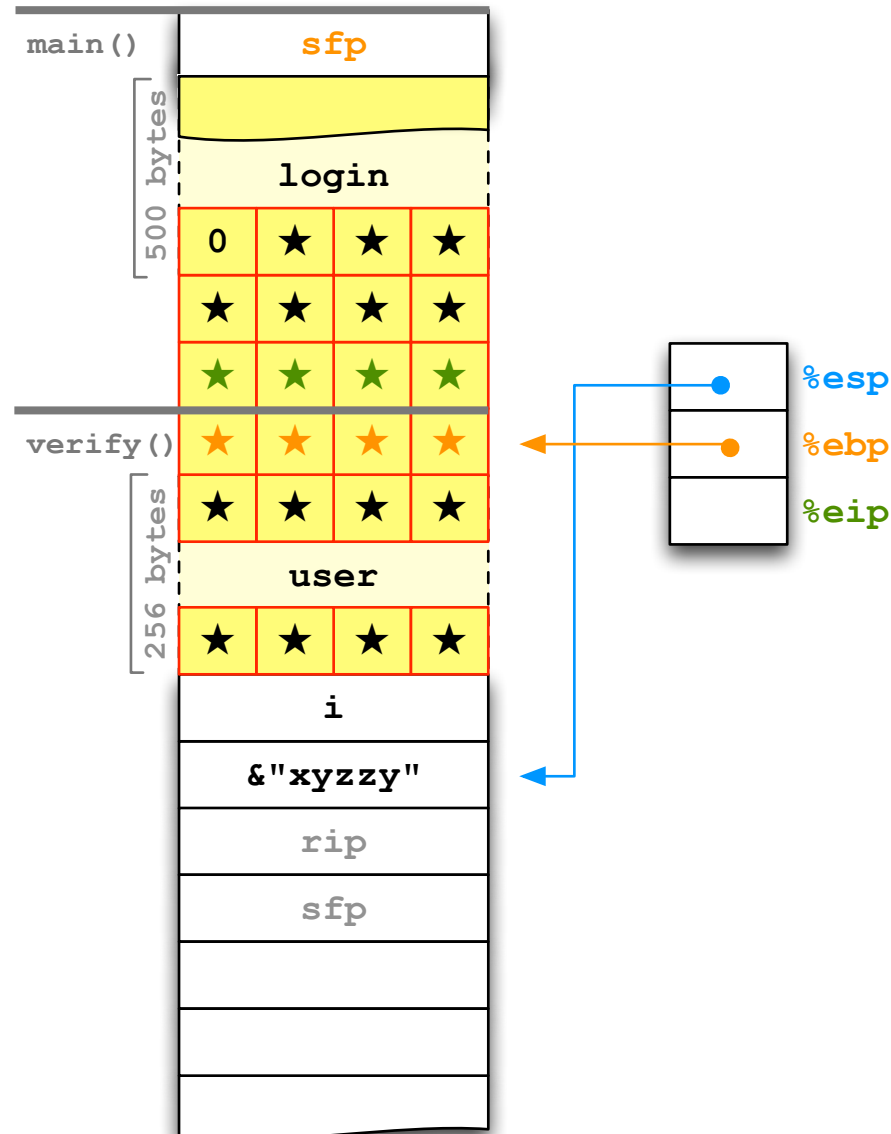 main()
sfp
500 bytes
login
0 ★ ★ ★
★ ★ ★ ★
★ ★ ★ ★
%esp
verify()
★ ★ ★ ★
%ebp
★ ★ ★ ★
%eip
256 bytes
user
★ ★ ★ ★
i
&"xyzzy"
rip
sfp